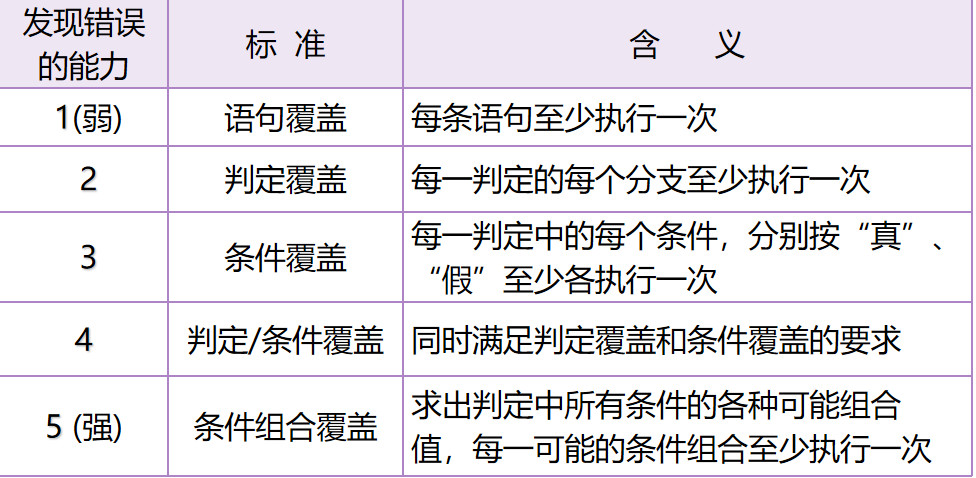 发现错误
的能力
标 准
含 义
1(弱)
语句覆盖
每条语句至少执行一次
2
判定覆盖
每一判定的每个分支至少执行一次
3
条件覆盖
每一判定中的每个条件，分别按“真”、
“假”至少各执行一次
4
判定/条件覆盖
同时满足判定覆盖和条件覆盖的要求
5 (强)
条件组合覆盖
求出判定中所有条件的各种可能组合
值，每一可能的条件组合至少执行一次